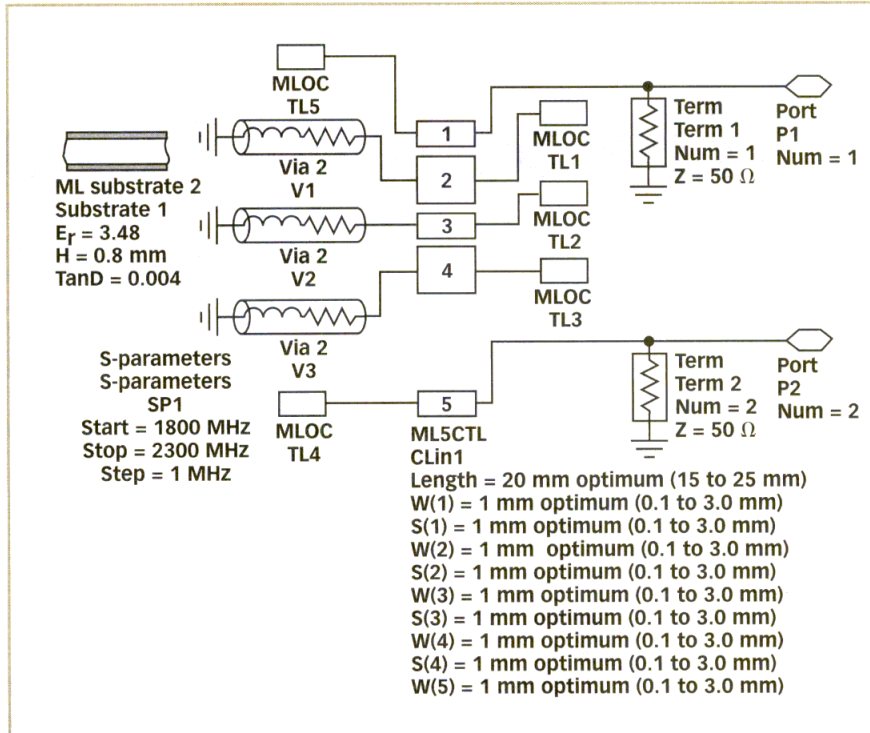 MLOC
TL5
1
MLOC
TL1
Term
Term 1
Num = 1
Z = 50 Ω
Port
P1
Num = 1
ML substrate 2
Substrate 1
Er = 3.48
H = 0.8 mm
TanD = 0.004
Via 2
V1
2
MLOC
TL2
Via 2
V2
3
4
MLOC
TL3
Via 2
V3
S-parameters
S-parameters
SP1
Start = 1800 MHz
Stop = 2300 MHz
Step = 1 MHz
MLOC
TL4
5
ML5CTL
CLin1
Term
Term 2
Num = 2
Z = 50 Ω
Port
P2
Num = 2
Length = 20 mm optimum (15 to 25 mm)
W(1) = 1 mm optimum (0.1 to 3.0 mm)
S(1) = 1 mm optimum (0.1 to 3.0 mm)
W(2) = 1 mm optimum (0.1 to 3.0 mm)
S(2) = 1 mm optimum (0.1 to 3.0 mm)
W(3) = 1 mm optimum (0.1 to 3.0 mm)
S(3) = 1 mm optimum (0.1 to 3.0 mm)
W(4) = 1 mm optimum (0.1 to 3.0 mm)
S(4) = 1 mm optimum (0.1 to 3.0 mm)
W(5) = 1 mm optimum (0.1 to 3.0 mm)